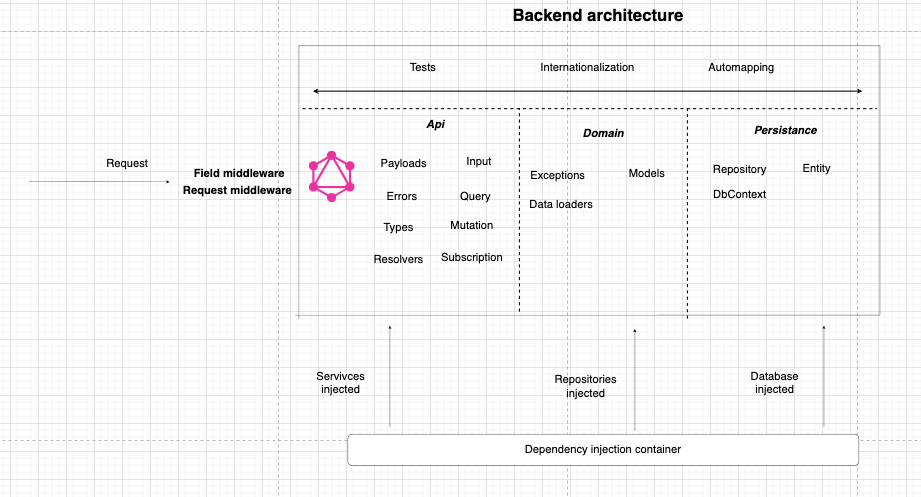 Backend architecture
Tests
Internationalization
Automapping
Request
Field middleware
Request middleware
Api
Payloads
Input
Errors
Query
Types
Mutation
Resolvers
Subscription
Domain
Exceptions
Models
Data loaders
Persistance
Repository
Entity
DbContext
Servivces
injected
Repositories
injected
Database
injected
Dependency injection container